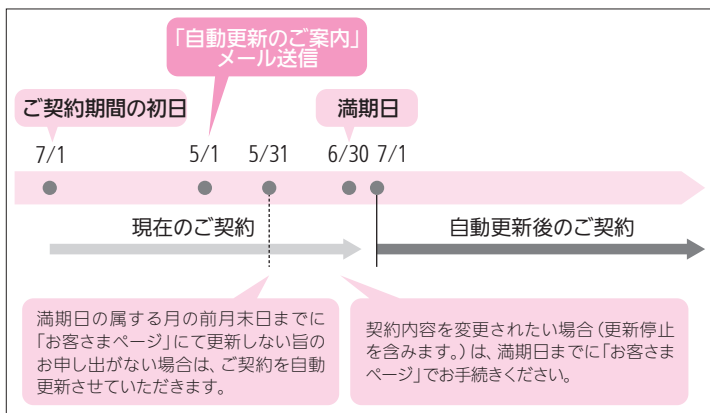 「自動更新のご案内」
メール送信
ご契約期間の初日
満期日
7/1
5/1
5/31
6/30
7/1
現在のご契約
自動更新後のご契約
満期日の属する月の前月末日までに
「お客さまページ」にて更新しない旨の
お申し出がない場合は、ご契約を自動
更新させていただきます。
契約内容を変更されたい場合（更新停止
を含みます。）は、満期日までに「お客さま
ページ」でお手続きください。